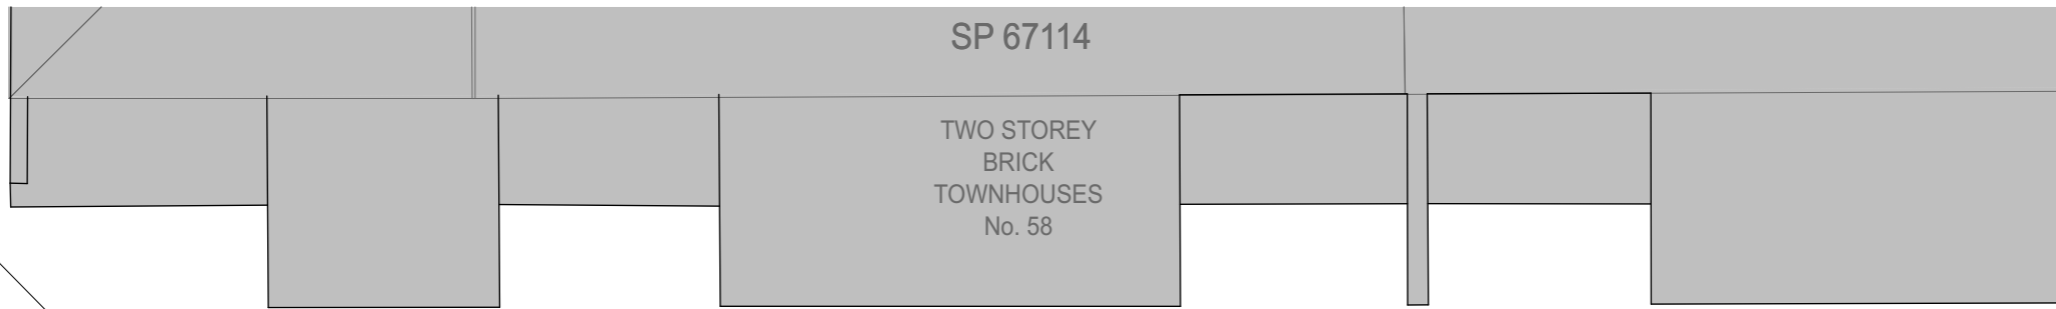 SP 67114
TWO STOREY
BRICK
TOWNHOUSES
No. 58